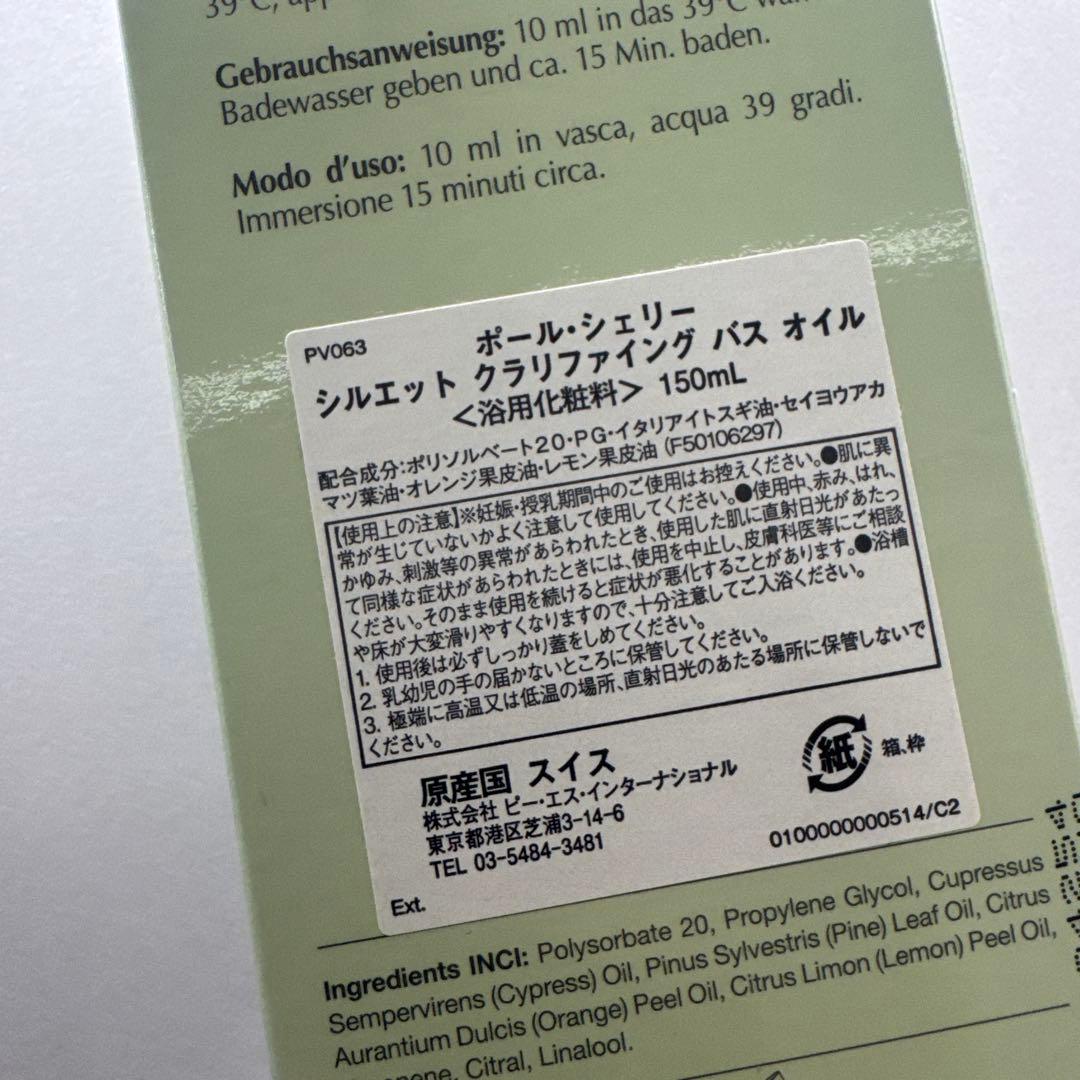 39°C,
Gebrauchsanweisung: 10 ml in das 39°C
Badewasser geben und ca. 15 Min. baden.
Modo d'uso: 10 ml in vasca, acqua 39 gradi.
Immersione 15 minuti circa.
PV063
ポール・シェリー
シルエット クラリファイング バス オイル
<浴用化粧料> 150mL
配合成分:ポリソルベート20・PG・イタリアイトスギ油・セイヨウアカ
マツ葉油・オレンジ果皮油・レモン果皮油 (F50106297)
【使用上の注意】※妊娠・授乳期間中のご使用はお控えください。●肌に異
常が生じていないかよく注意して使用してください。●使用中、赤み、はれ、
かゆみ、刺激等の異常があらわれたとき、使用した肌に直射日光があたっ
て同様な症状があらわれたときには、使用を中止し、皮膚科医等にご相談
ください。そのまま使用を続けると症状が悪化することがあります。●浴槽
や床が大変滑りやすくなりますので、十分注意してご入浴ください。
1. 使用後は必ずしっかり蓋をしめてください。
2. 乳幼児の手の届かないところに保管してください。
3. 極端に高温又は低温の場所、直射日光のあたる場所に保管しないで
ください。
原産国 スイス
株式会社 ピー・エス・インターナショナル
東京都港区芝浦3-14-6
TEL 03-5484-3481
紙 箱、枠
0100000000514/C2
Ext.
Ingredients INCI: Polysorbate 20, Propylene Glycol, Cupressus
Sempervirens (Cypress) Oil, Pinus Sylvestris (Pine) Leaf Oil, Citrus
Aurantium Dulcis (Orange) Peel Oil, Citrus Limon (Lemon) Peel Oil,
Citral, Linalool.